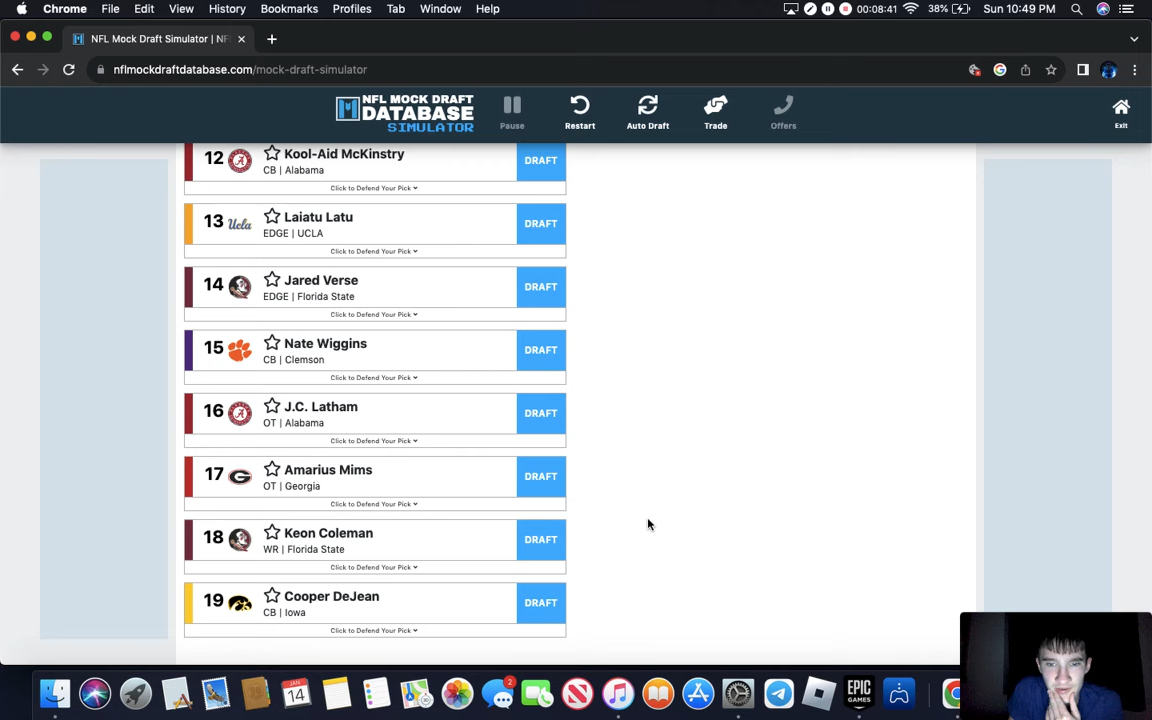 Chrome File Edit View History Bookmarks Profiles Tab Window Help 00:08:41 38% Sun 10:49 PM
NFL Mock Draft Simulator | NF
nflmockdraftdatabase.com/mock-draft-simulator
NFL MOCK DRAFT
DATABASE
SIMULATOR
Pause Restart Auto Draft Trade Offers Exit
12 Kool-Aid McKinstry DRAFT
CB | Alabama
Click to Defend Your Pick
13 Ucla Laiatu Latu DRAFT
EDGE | UCLA
Click to Defend Your Pick
14 Jared Verse DRAFT
EDGE | Florida State
Click to Defend Your Pick
15 Nate Wiggins DRAFT
CB | Clemson
Click to Defend Your Pick
16 J.C. Latham DRAFT
OT | Alabama
Click to Defend Your Pick
17 G Amarius Mims DRAFT
OT | Georgia
Click to Defend Your Pick
18 Keon Coleman DRAFT
WR | Florida State
Click to Defend Your Pick
19 Cooper DeJean DRAFT
CB | Iowa
Click to Defend Your Pick
JAN
14
2
EPIC
GAMES